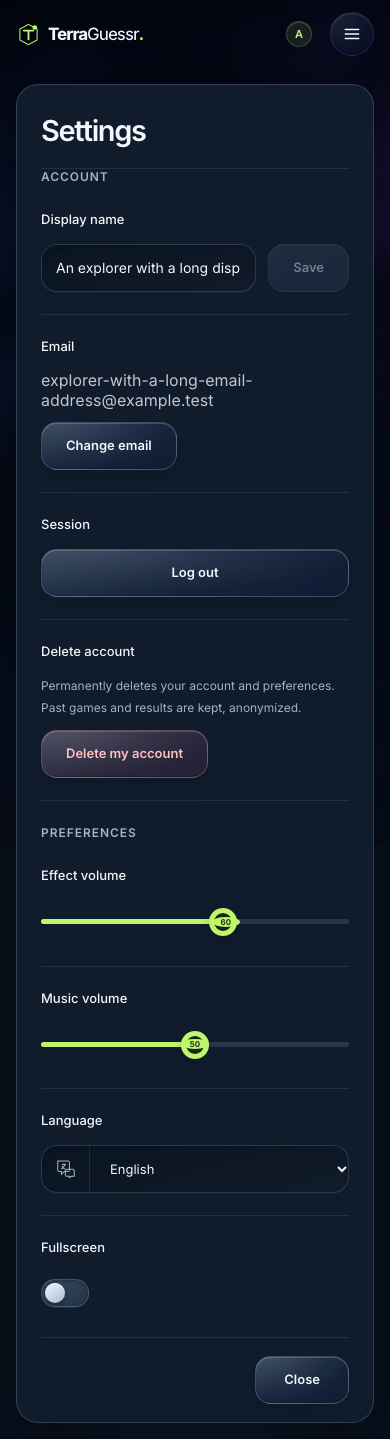 TerraGuessr.
A
Settings
ACCOUNT
Display name
An explorer with a long disp
Save
Email
explorer-with-a-long-email-
address@example.test
Change email
Session
Log out
Delete account
Permanently deletes your account and preferences.
Past games and results are kept, anonymized.
Delete my account
PREFERENCES
Effect volume
60
Music volume
50
Language
English
Fullscreen
Close